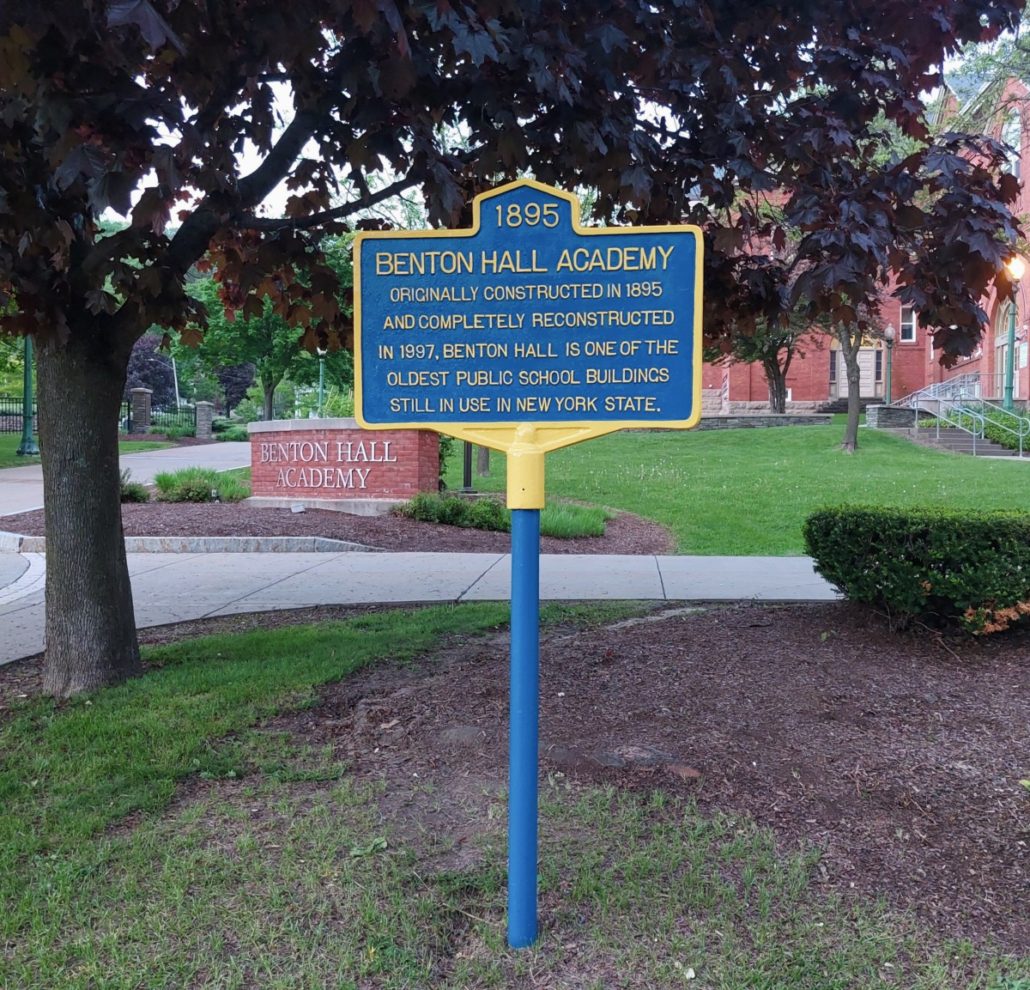 1895
BENTON HALL ACADEMY
ORIGINALLY CONSTRUCTED IN 1895
AND COMPLETELY RECONSTRUCTED
IN 1997, BENTON HALL IS ONE OF THE
OLDEST PUBLIC SCHOOL BUILDINGS
STILL IN USE IN NEW YORK STATE.
BENTON HALL
ACADEMY